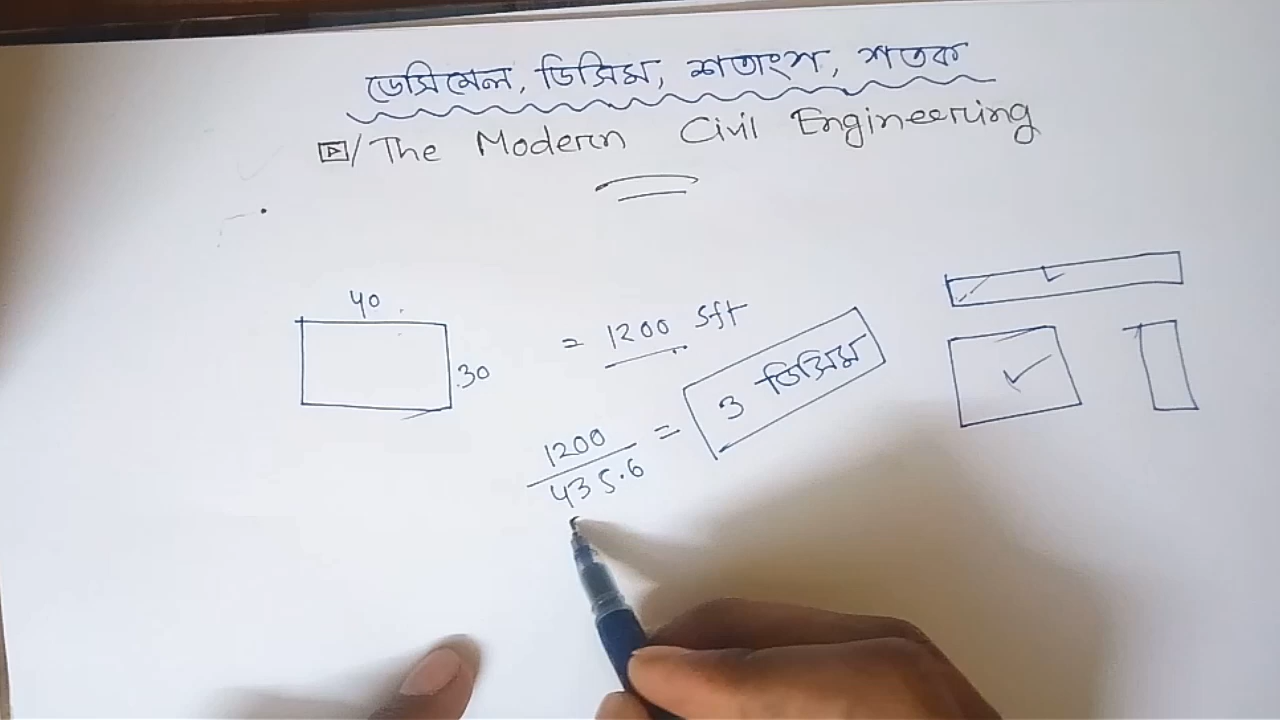 ডেসিমেল, ডিসিম, শতাংশ, শতক
/The Modern Civil Engineering
40
30
= 1200 Sft
1200
435.6
= 3 ডিসিম